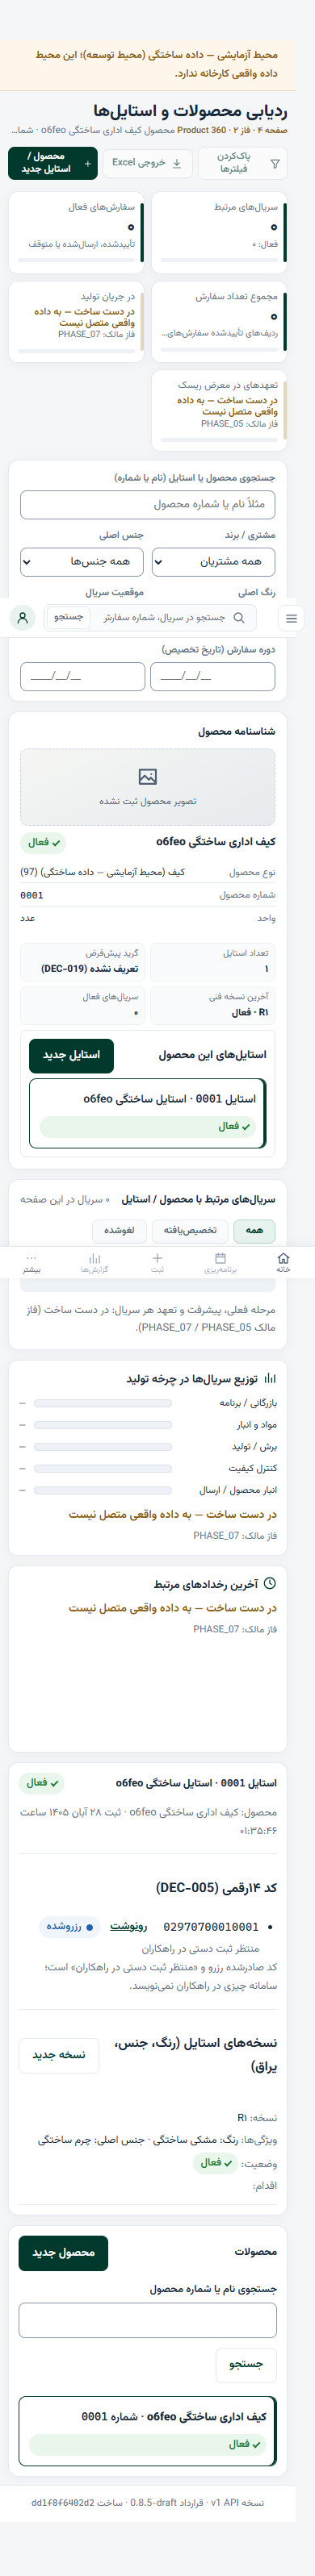 محیط آزمایشی — داده ساختگی (محیط توسعه)؛ این محیط
داده واقعی کارخانه ندارد.
ردیابی محصولات و استایل‌ها
صفحه ۴ · فاز ۲ · Product 360 محصول کیف اداری ساختگی o6feo · شما...
پاک‌کردن
فیلترها
خروجی Excel
محصول /
استایل جدید
سریال‌های مرتبط
۰
فعال: ۰
سفارش‌های فعال
۰
تأییدشده، ارسال‌شده یا متوقف
مجموع تعداد سفارش
۰
ردیف‌های تأییدشده سفارش‌های...
در جریان تولید
در دست ساخت — به داده
واقعی متصل نیست
فاز مالک: PHASE_07
تعهدهای در معرض ریسک
در دست ساخت — به داده
واقعی متصل نیست
فاز مالک: PHASE_05
جستجوی محصول یا استایل (نام یا شماره)
مثلاً نام یا شماره محصول
مشتری / برند
جنس اصلی
همه مشتریان
همه جنس‌ها
رنگ اصلی
موقعیت سریال
جستجو در سریال، شماره سفارش
جستجو
دوره سفارش (تاریخ تخصیص)
__/__/____
__/__/____
شناسنامه محصول
تصویر محصول ثبت نشده
کیف اداری ساختگی o6feo
فعال
نوع محصول
کیف (محیط آزمایشی — داده ساختگی) (97)
شماره محصول
0001
واحد
عدد
تعداد استایل
۱
گرید پیش‌فرض
تعریف نشده (DEC-019)
آخرین نسخه فنی
R۱ · فعال
سریال‌های فعال
۰
استایل‌های این محصول
استایل جدید
استایل 0001 · استایل ساختگی o6feo
فعال
سریال‌های مرتبط با محصول / استایل
۰ سریال در این صفحه
همه
تخصیص‌یافته
لغوشده
خانه
برنامه‌ریزی
ثبت
گزارش‌ها
بیشتر
مرحله فعلی، پیشرفت و تعهد هر سریال: در دست ساخت (فاز
مالک PHASE_07 / PHASE_05).
توزیع سریال‌ها در چرخه تولید
بازرگانی / برنامه
—
مواد و انبار
—
برش / تولید
—
کنترل کیفیت
—
انبار محصول / ارسال
—
در دست ساخت — به داده واقعی متصل نیست
فاز مالک: PHASE_07
آخرین رخدادهای مرتبط
در دست ساخت — به داده واقعی متصل نیست
فاز مالک: PHASE_07
استایل 0001 · استایل ساختگی o6feo
فعال
محصول: کیف اداری ساختگی o6feo · ثبت ۲۸ آبان ۱۴۰۵ ساعت
۰۱:۳۵:۴۶
کد ۱۴رقمی (DEC-005)
02970700010001
رونوشت
رزروشده
منتظر ثبت دستی در راهکاران
کد صادرشده رزرو و «منتظر ثبت دستی در راهکاران» است؛
سامانه چیزی در راهکاران نمی‌نویسد.
نسخه‌های استایل (رنگ، جنس،
یراق)
نسخه جدید
نسخه: R۱
ویژگی‌ها: رنگ: مشکی ساختگی · جنس اصلی: چرم ساختگی
وضعیت: فعال
اقدام:
محصولات
محصول جدید
جستجوی نام یا شماره محصول
جستجو
کیف اداری ساختگی o6feo · شماره 0001
فعال
نسخه API v1 · قرارداد 0.8.5-draft · ساخت dd1f8f6402d2